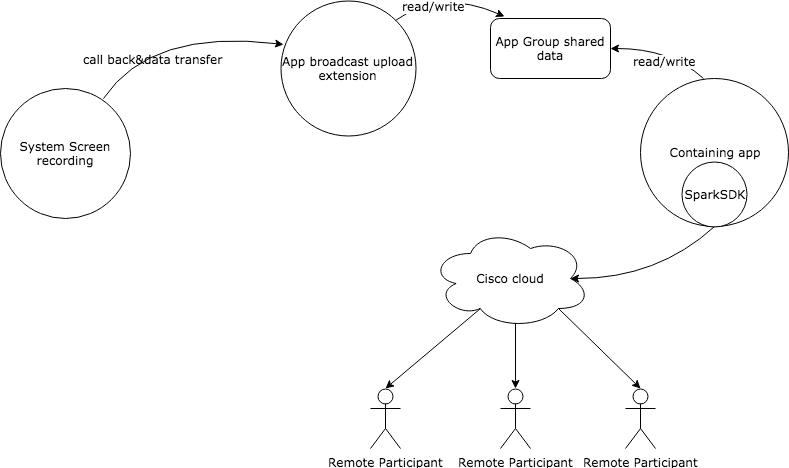 read/write
call back&data transfer
App broadcast upload
extension
App Group shared
data
read/write
System Screen
recording
Containing app
SparkSDK
Cisco cloud
Remote Participant
Remote Participant
Remote Participant